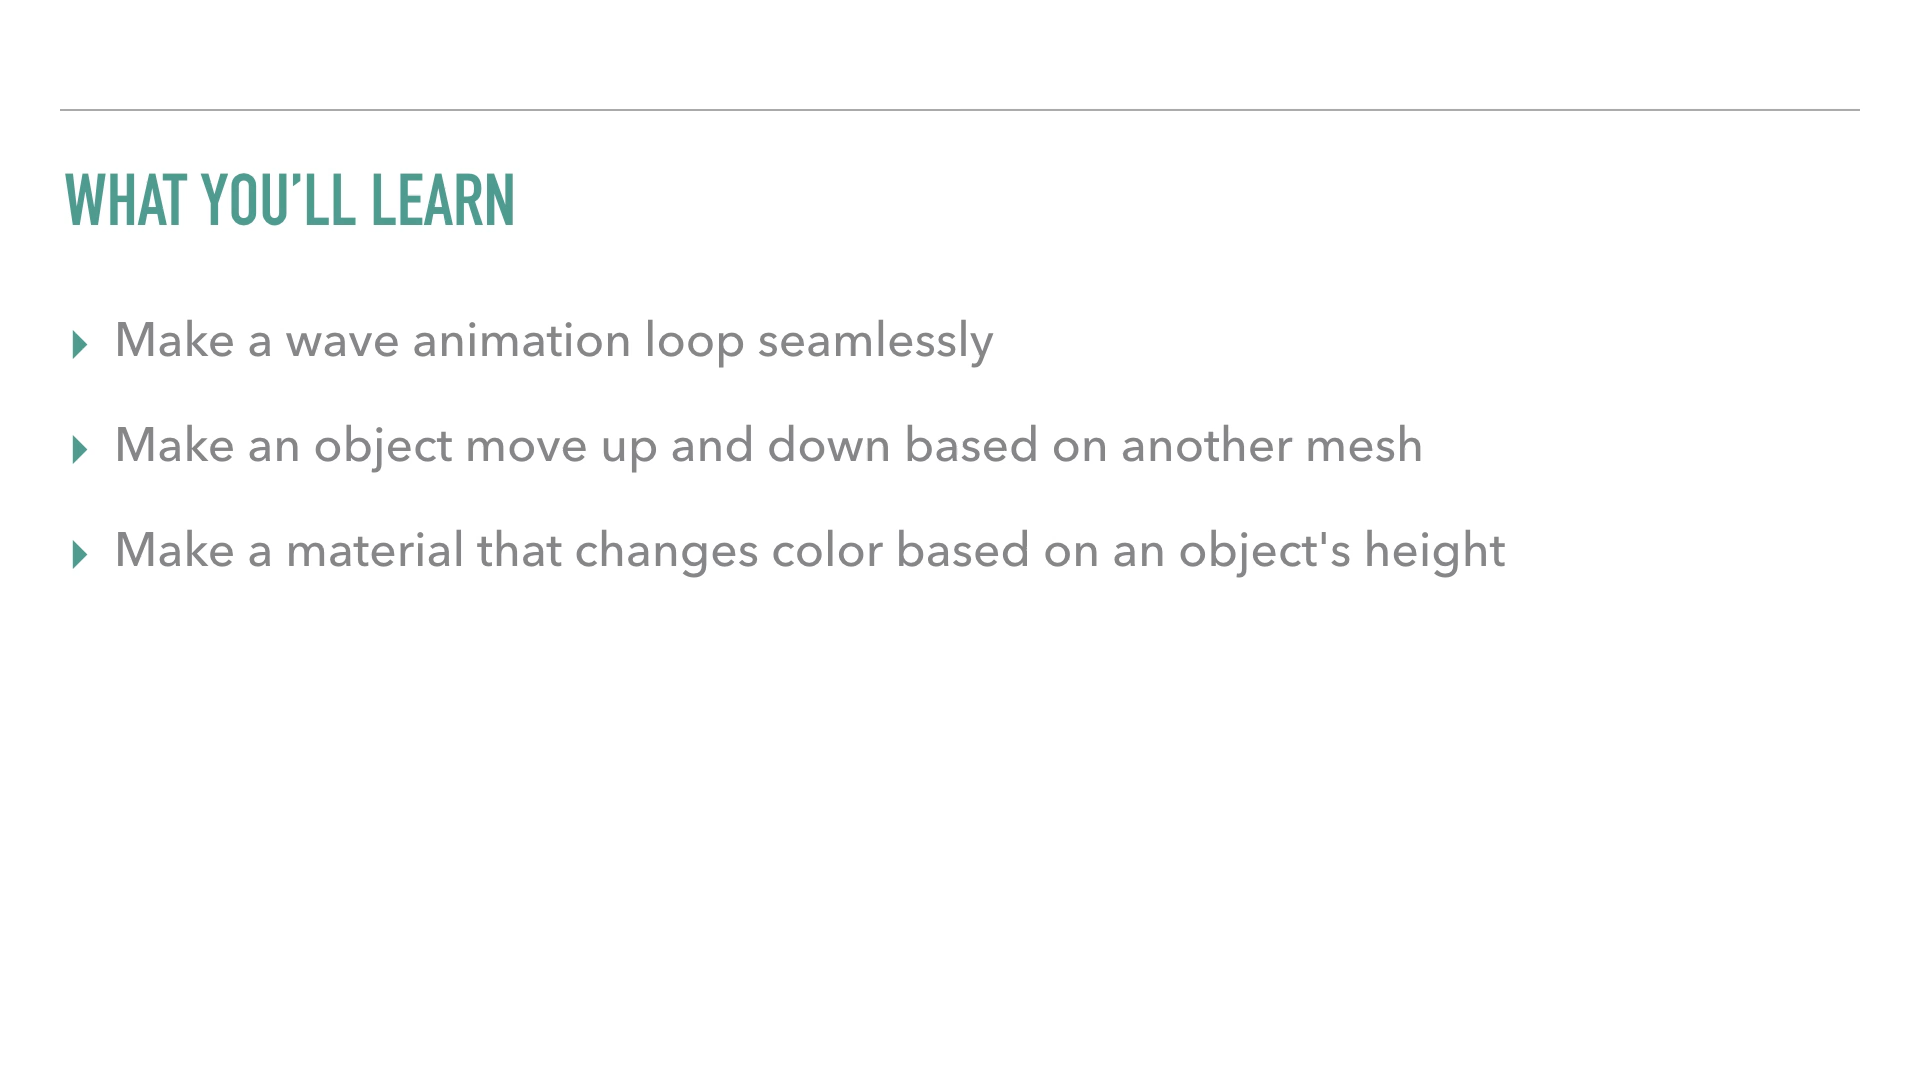 WHAT YOU’LL LEARN
Make a wave animation loop seamlessly
Make an object move up and down based on another mesh
Make a material that changes color based on an object's height